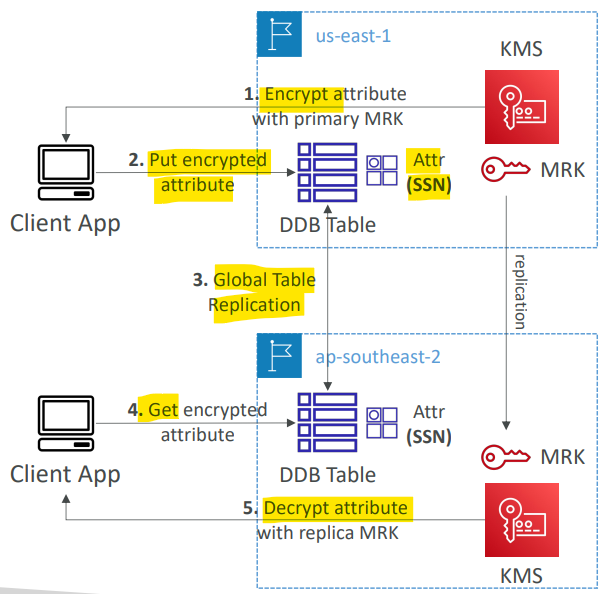 us-east-1
KMS
1. Encrypt attribute
with primary MRK
2. Put encrypted
attribute
Attr
(SSN)
MRK
Client App
DDB Table
3. Global Table
Replication
replication
ap-southeast-2
4. Get encrypted
attribute
Attr
(SSN)
MRK
Client App
DDB Table
5. Decrypt attribute
with replica MRK
KMS